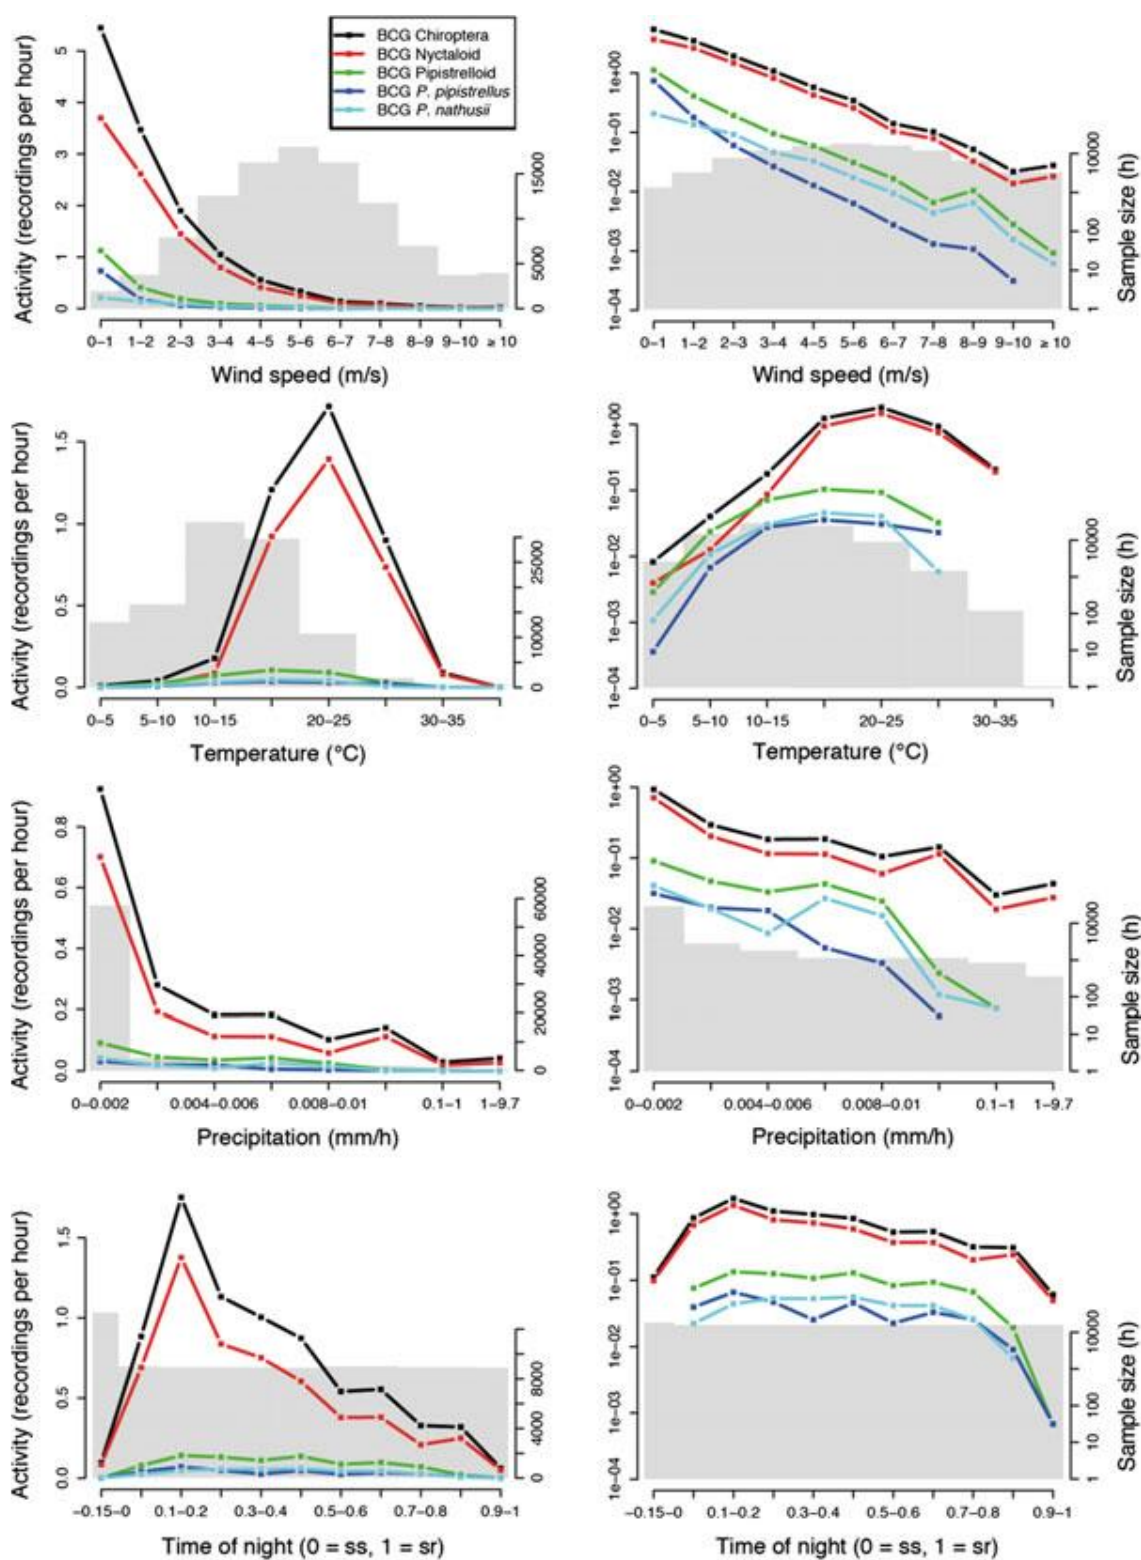 BCG Chiroptera
BCG Nyctaloid
BCG Pipistrelloid
BCG P. pipistrellus
BCG P. nathusii
Activity (recordings per hour)
5
4
3
2
1
0
15000
5000
0
0–1 1–2 2–3 3–4 4–5 5–6 6–7 7–8 8–9 9–10 ≥ 10
Wind speed (m/s)
1e+00
1e−01
1e−02
1e−03
1e−04
10000
100
10
1
Sample size (h)
0–1 1–2 2–3 3–4 4–5 5–6 6–7 7–8 8–9 9–10 ≥ 10
Wind speed (m/s)
Activity (recordings per hour)
1.5
1.0
0.5
0.0
25000
10000
0
0–5 5–10 10–15 20–25 30–35
Temperature (°C)
1e+00
1e−01
1e−02
1e−03
1e−04
10000
100
10
1
Sample size (h)
0–5 5–10 10–15 20–25 30–35
Temperature (°C)
Activity (recordings per hour)
0.8
0.6
0.4
0.2
0.0
60000
40000
20000
0
0–0.002 0.004–0.006 0.008–0.01 0.1–1 1–9.7
Precipitation (mm/h)
1e+00
1e−01
1e−02
1e−03
1e−04
10000
100
10
1
Sample size (h)
0–0.002 0.004–0.006 0.008–0.01 0.1–1 1–9.7
Precipitation (mm/h)
Activity (recordings per hour)
1.5
1.0
0.5
0.0
8000
4000
0
−0.15–0 0.1–0.2 0.3–0.4 0.5–0.6 0.7–0.8 0.9–1
Time of night (0 = ss, 1 = sr)
1e+00
1e−01
1e−02
1e−03
1e−04
10000
100
10
1
Sample size (h)
−0.15–0 0.1–0.2 0.3–0.4 0.5–0.6 0.7–0.8 0.9–1
Time of night (0 = ss, 1 = sr)